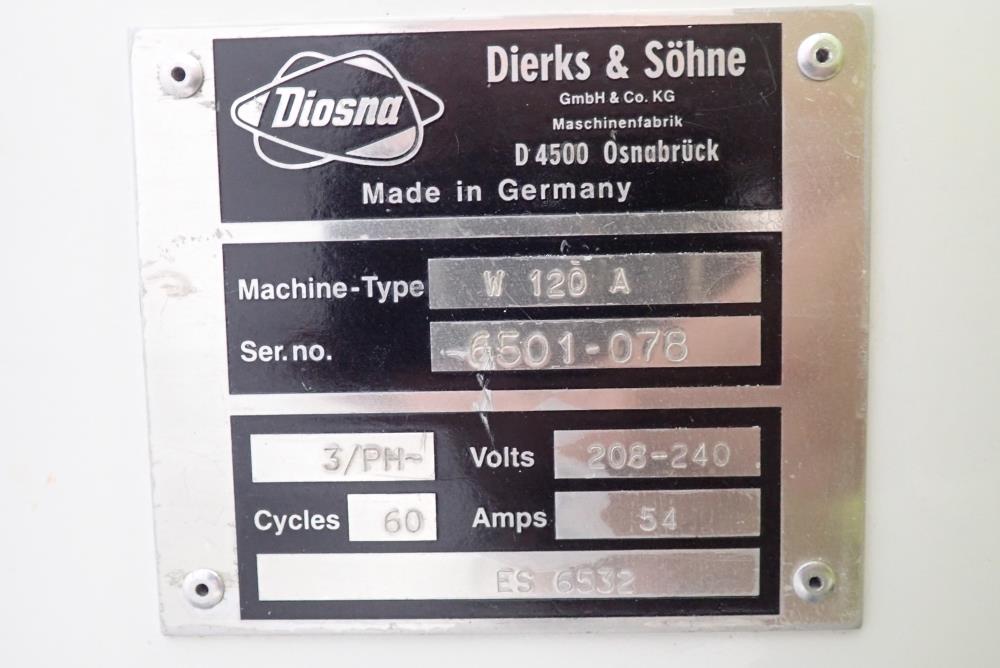 Diosna
Dierks & Söhne
GmbH & Co. KG
Maschinenfabrik
D 4500 Osnabrück
Made in Germany
Machine-Type W 120 A
Ser.no. 6501-078
3/PH~ Volts 208-240
Cycles 60 Amps 54
ES 6532